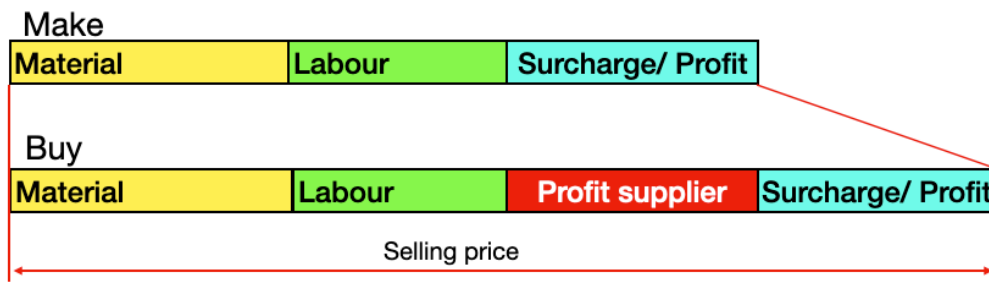 Make
Material Labour Surcharge/ Profit
Buy
Material Labour Profit supplier Surcharge/ Profit
Selling price